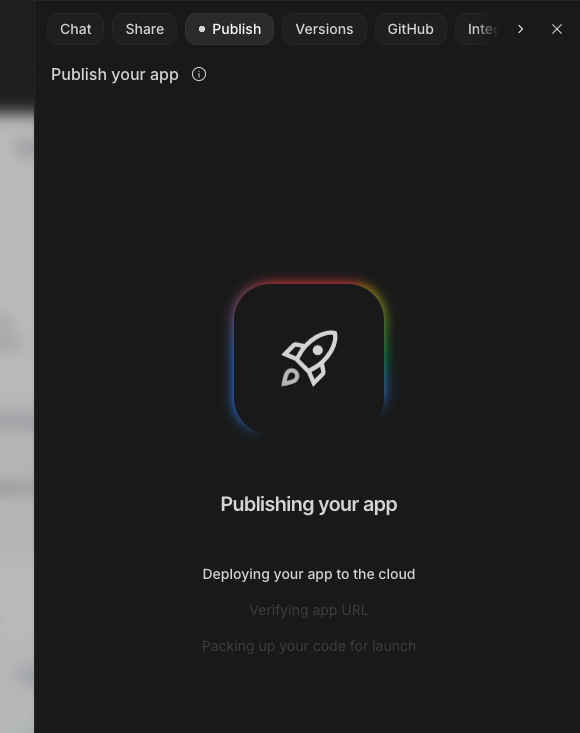 Chat Share Publish Versions GitHub
Publish your app
Publishing your app
Deploying your app to the cloud
Verifying app URL
Packing up your code for launch